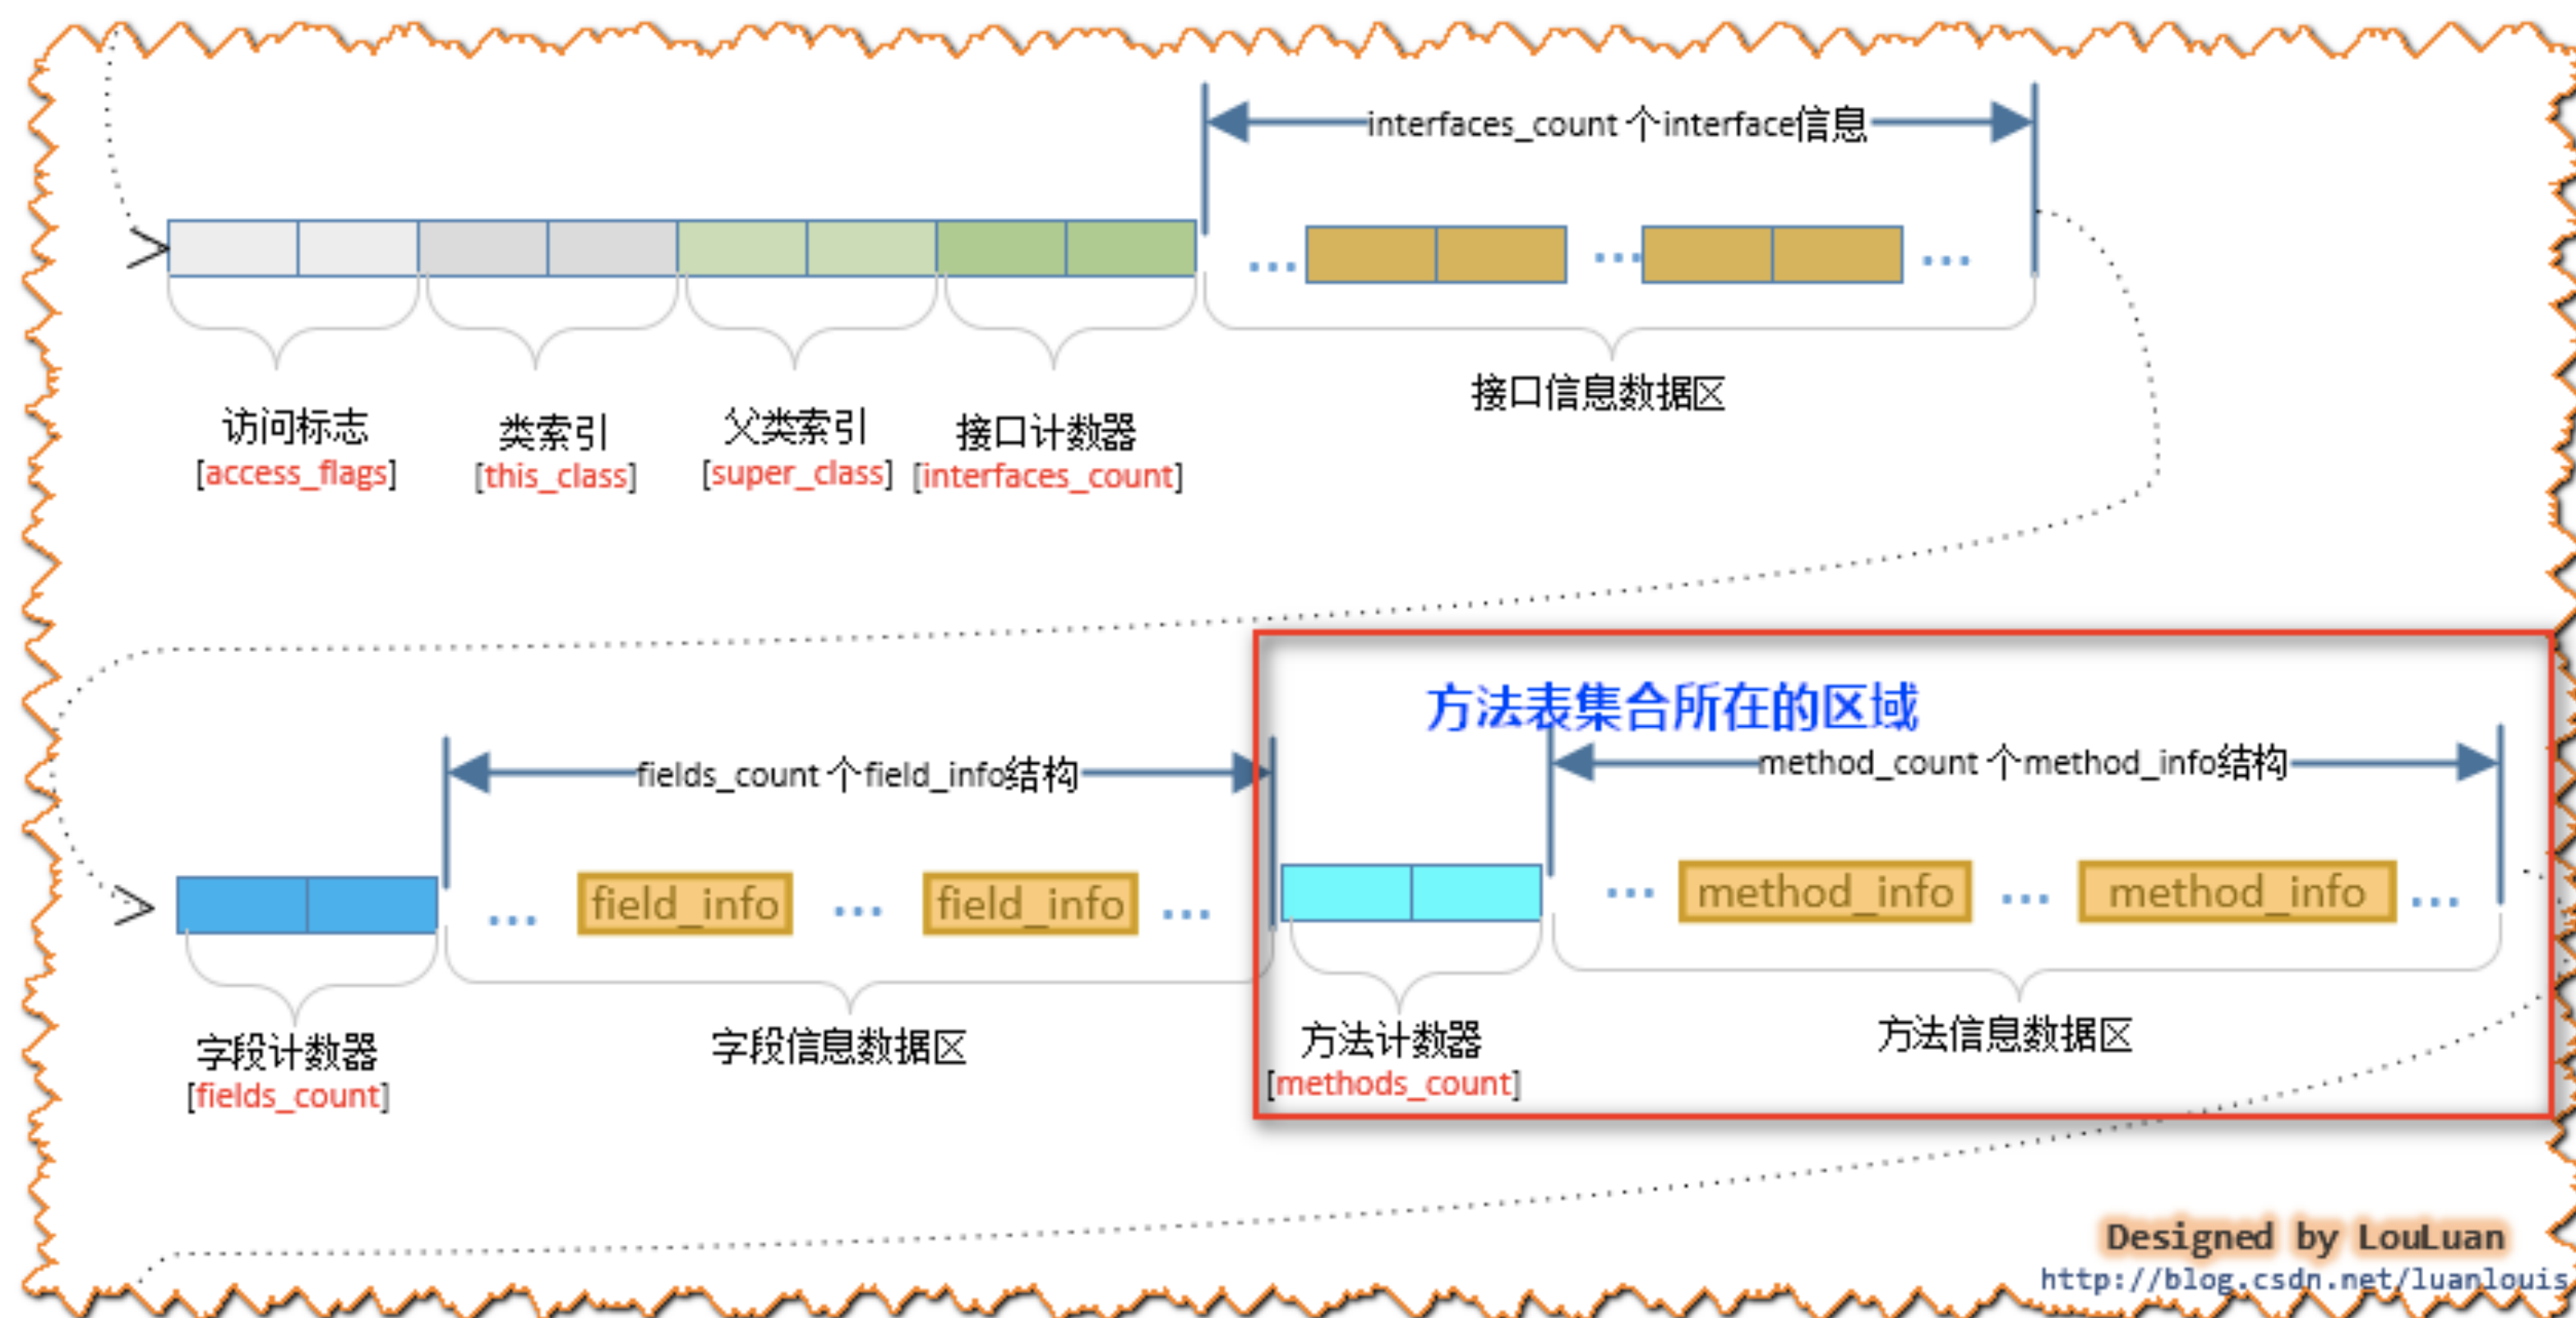 interfaces_count 个interface信息
访问标志
[access_flags]
类索引
[this_class]
父类索引
[super_class]
接口计数器
[interfaces_count]
接口信息数据区
方法表集合所在的区域
fields_count 个field_info结构
method_count 个method_info结构
field_info
field_info
method_info
method_info
字段计数器
[fields_count]
字段信息数据区
方法计数器
[methods_count]
方法信息数据区
Designed by LouLuan
http://blog.csdn.net/luanlouis